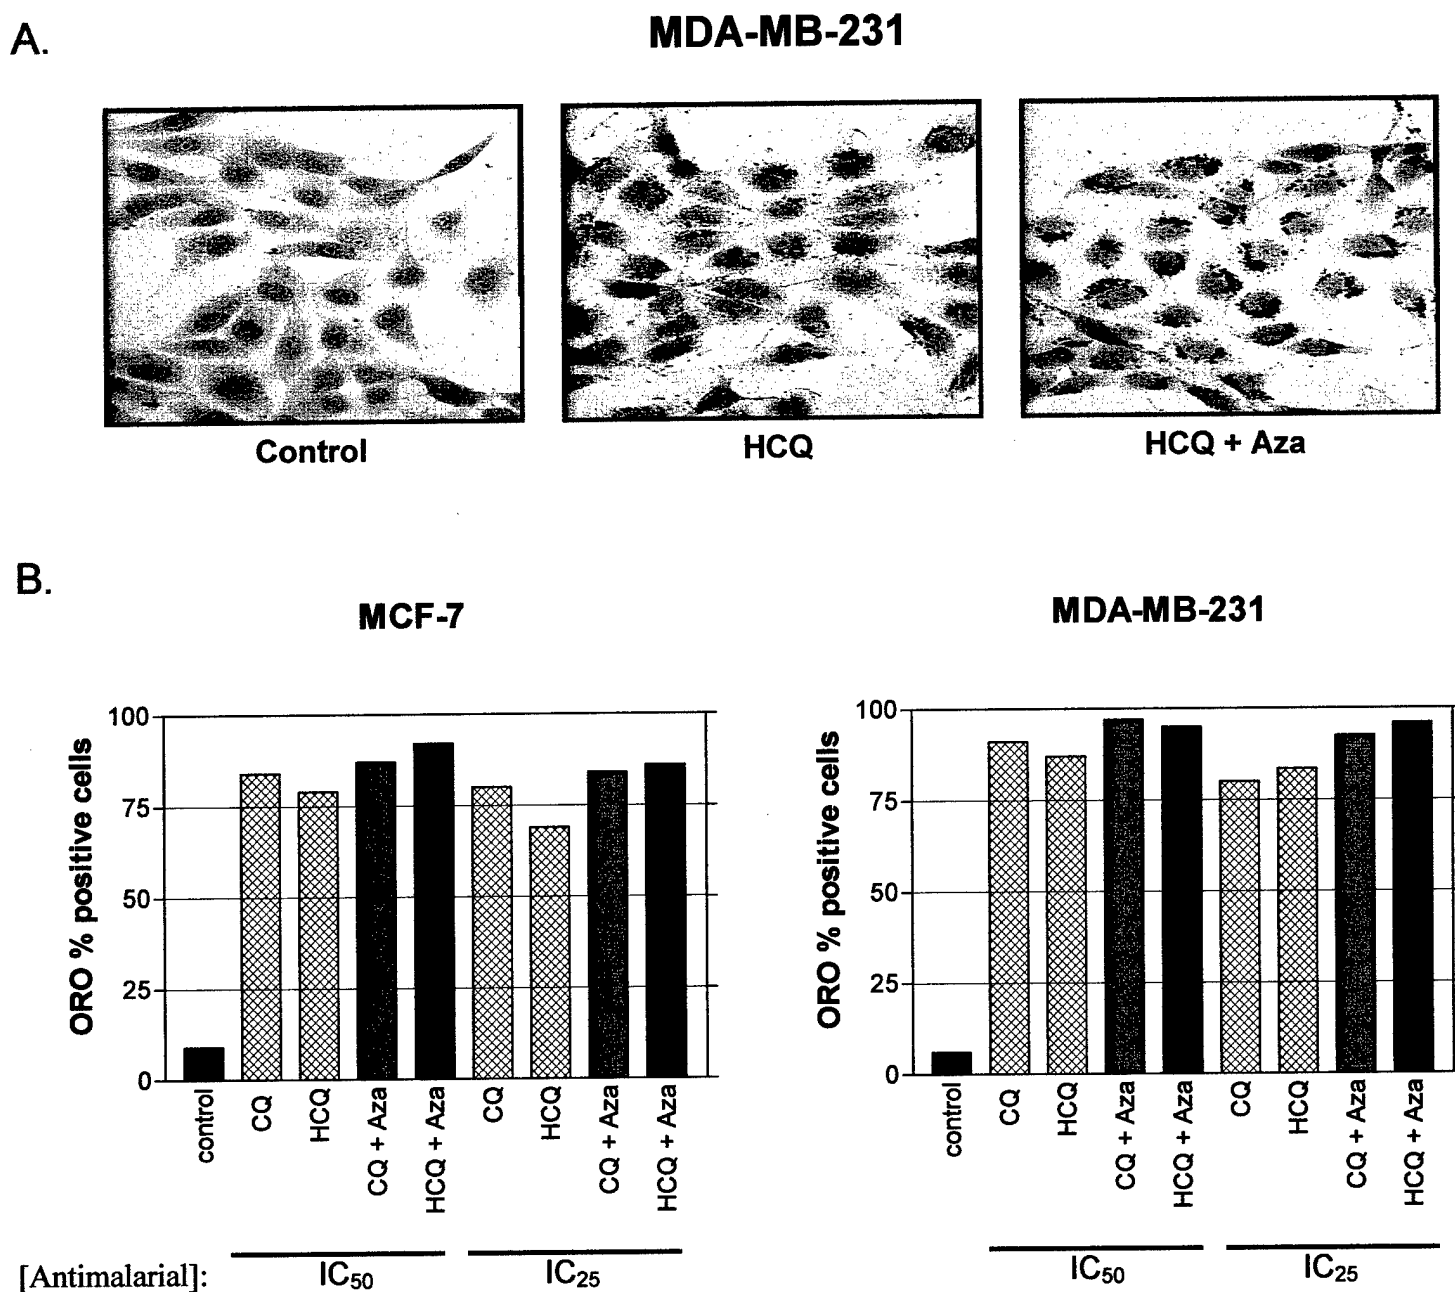 A.
MDA-MB-231
Control
HCQ
HCQ + Aza
B.
MCF-7
ORO % positive cells
100
75
50
25
0
control
CQ
HCQ
CQ + Aza
HCQ + Aza
CQ
HCQ
CQ + Aza
HCQ + Aza
[Antimalarial]:
IC50
IC25
MDA-MB-231
ORO % positive cells
100
75
50
25
0
control
CQ
HCQ
CQ + Aza
HCQ + Aza
CQ
HCQ
CQ + Aza
HCQ + Aza
IC50
IC25